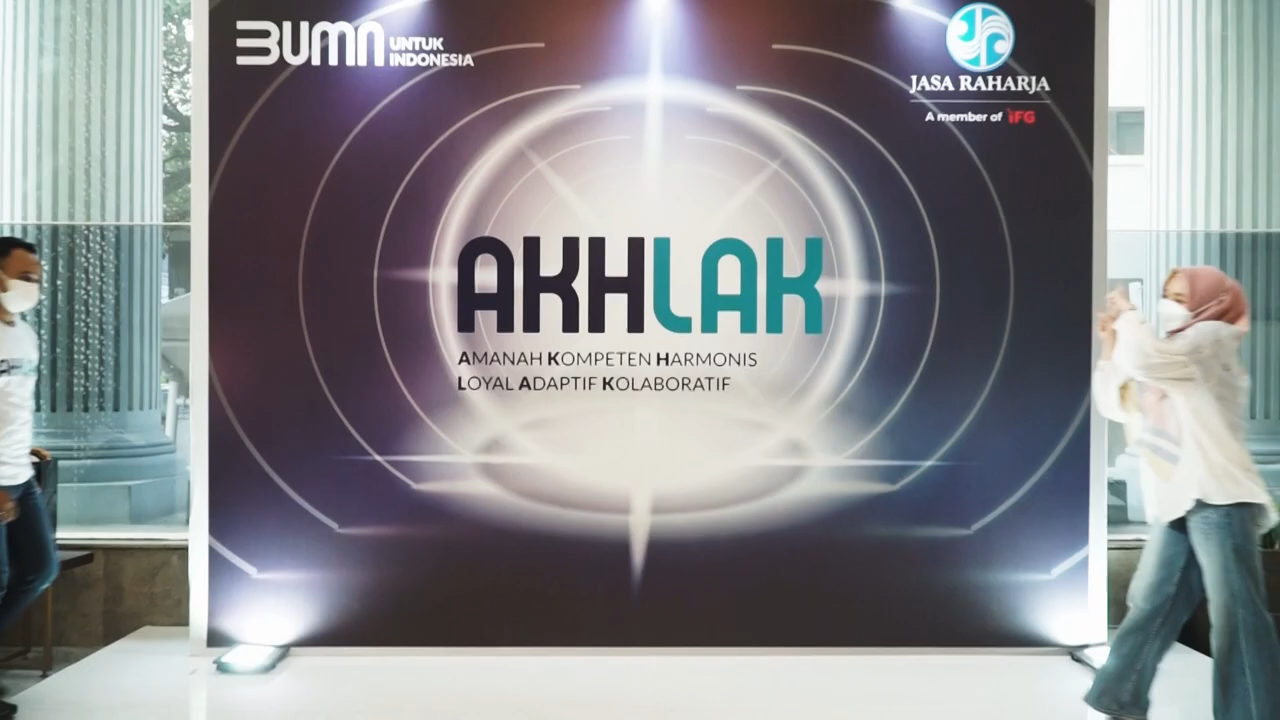 BUMN UNTUK
INDONESIA
JASA RAHARJA
A member of IFG
AKHLAK
AMANAH KOMPETEN HARMONIS
LOYAL ADAPTIF KOLABORATIF